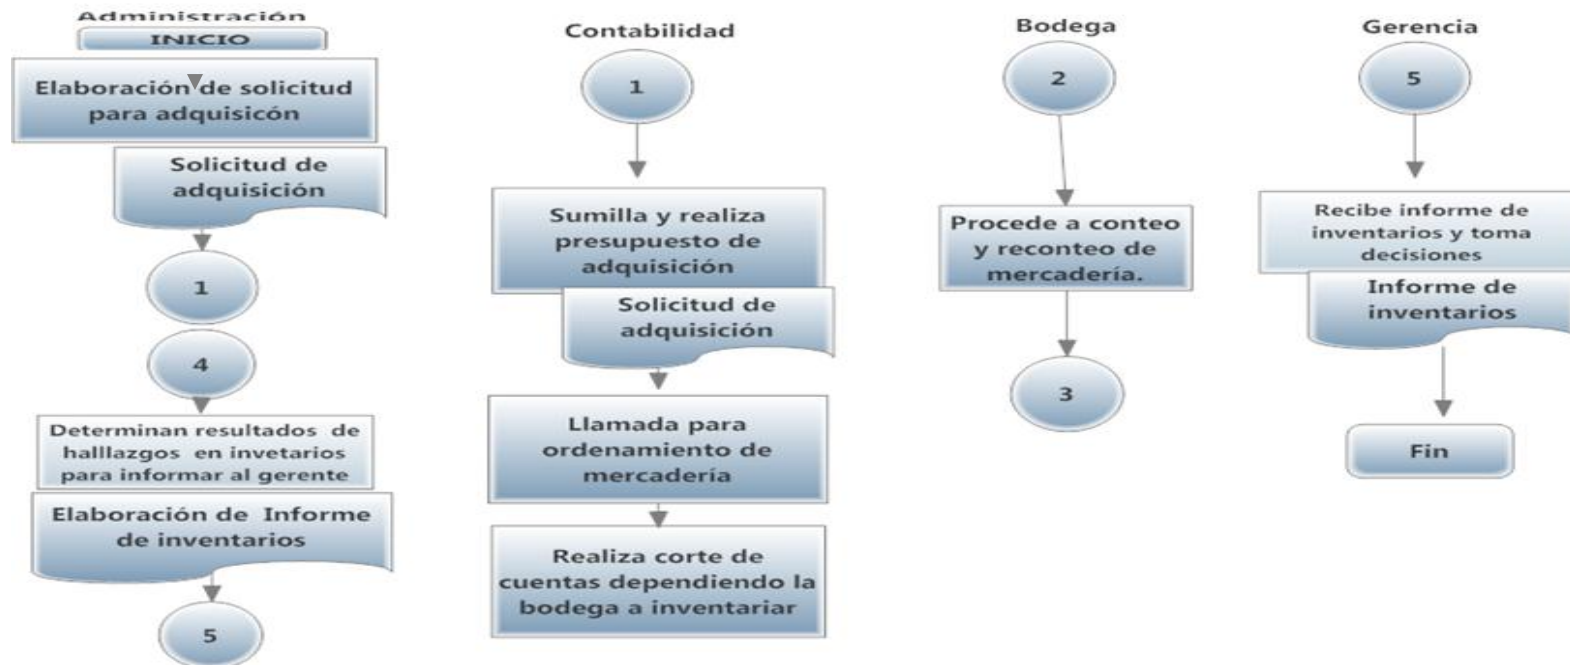 Administración
INICIO
Elaboración de solicitud
para adquisicón
Solicitud de
adquisición
1
4
Determinan resultados de
halllazgos en invetarios
para informar al gerente
Elaboración de Informe
de inventarios
5
Contabilidad
1
Sumilla y realiza
presupuesto de
adquisición
Solicitud de
adquisición
Llamada para
ordenamiento de
mercadería
Realiza corte de
cuentas dependiendo la
bodega a inventariar
Bodega
2
Procede a conteo
y reconteo de
mercadería.
3
Gerencia
5
Recibe informe de
inventarios y toma
decisiones
Informe de
inventarios
Fin